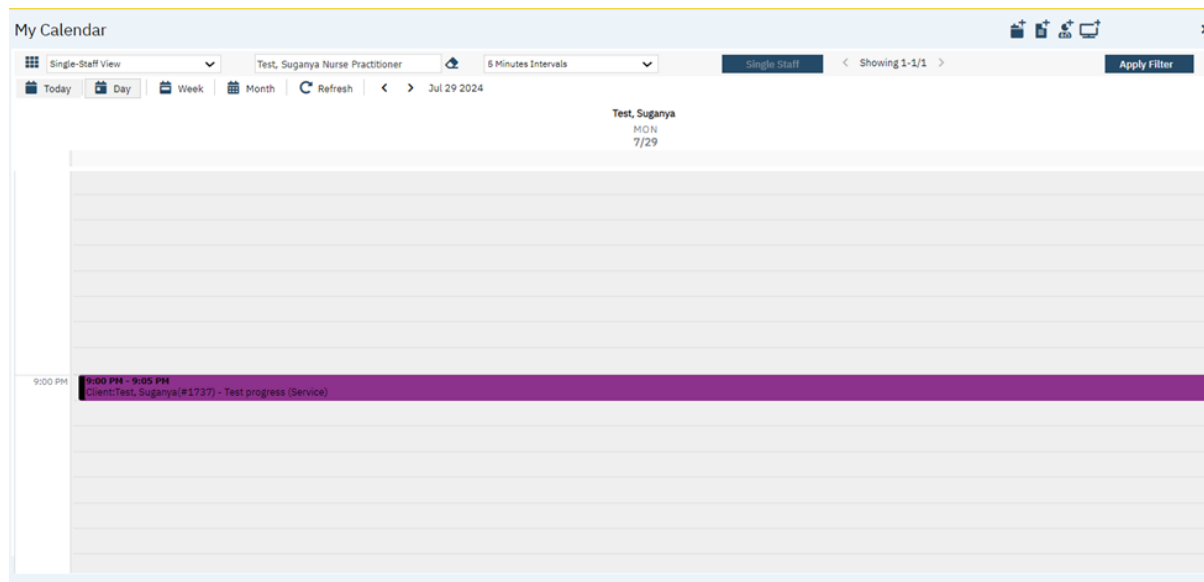 My Calendar
Single-Staff View
Test, Suganya Nurse Practitioner
5 Minutes Intervals
Single Staff
Showing 1-1/1
Apply Filter
Today
Day
Week
Month
Refresh
Jul 29 2024
Test, Suganya
MON
7/29
9:00 PM
9:00 PM - 9:05 PM
Client:Test, Suganya(#1737) - Test progress (Service)